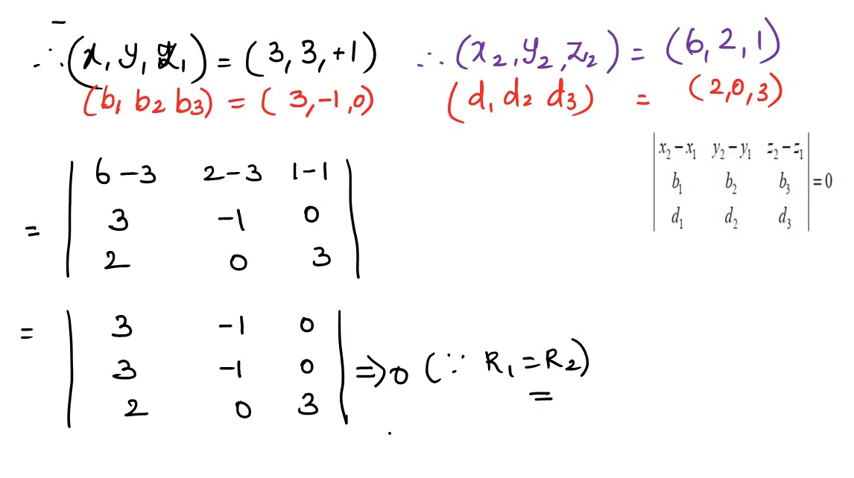 ∴ (x, y, z₁) = (3, 3, +1)
(b₁ b₂ b₃) = (3, -1, 0)
∴ (x₂, y₂, z₂) = (6, 2, 1)
(d₁ d₂ d₃) = (2, 0, 3)
| x₂−x₁ y₂−y₁ z₂−z₁ |
| b₁ b₂ b₃ | = 0
| d₁ d₂ d₃ |
| 6-3 2-3 1-1 |
= | 3 -1 0 |
| 2 0 3 |
= | 3 -1 0 |
| 3 -1 0 | ⇒ 0 (∵ R₁ = R₂)
| 2 0 3 |